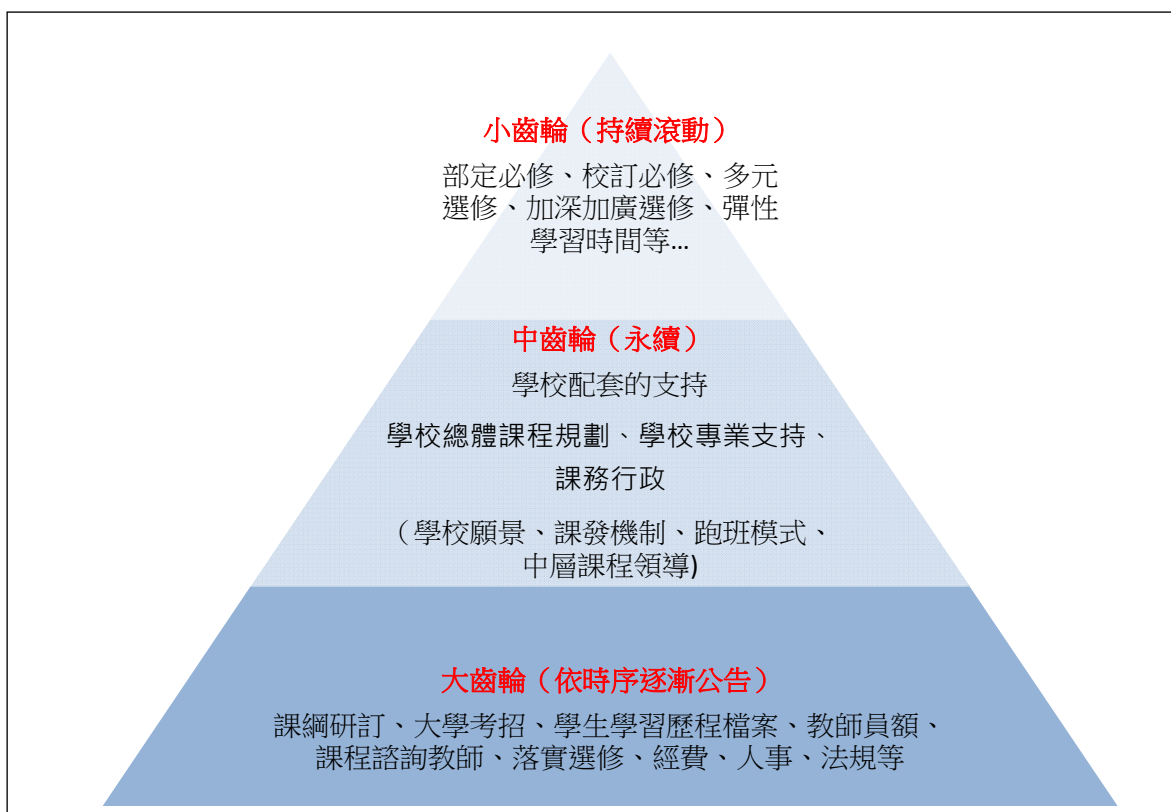 小齒輪（持續滾動）
部定必修、校訂必修、多元
選修、加深加廣選修、彈性
學習時間等...
中齒輪（永續）
學校配套的支持
學校總體課程規劃、學校專業支持、
課務行政
（學校願景、課發機制、跑班模式、
中層課程領導)
大齒輪（依時序逐漸公告）
課綱研訂、大學考招、學生學習歷程檔案、教師員額、
課程諮詢教師、落實選修、經費、人事、法規等